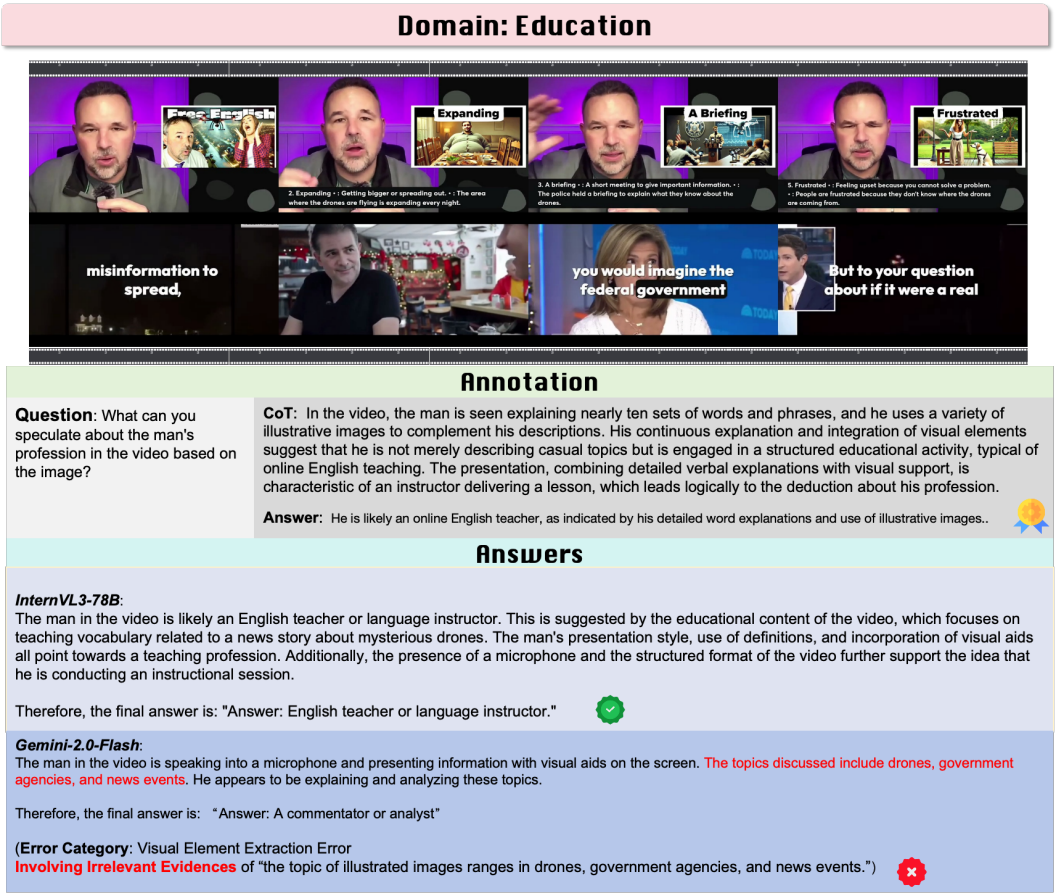 Domain: Education
Free English
Expanding
A Briefing
Frustrated
2. Expanding • : Getting bigger or spreading out. • : The area
where the drones are flying is expanding every night.
3. A briefing • : A short meeting to give important information. • :
The police held a briefing to explain what they know about the
drones.
5. Frustrated • : Feeling upset because you cannot solve a problem.
• : People are frustrated because they don't know where the drones
are coming from.
misinformation to
spread,
you would imagine the
federal government
TODAY
TODAY
But to your question
about if it were a real
Annotation
Question: What can you
speculate about the man's
profession in the video based on
the image?
CoT: In the video, the man is seen explaining nearly ten sets of words and phrases, and he uses a variety of
illustrative images to complement his descriptions. His continuous explanation and integration of visual elements
suggest that he is not merely describing casual topics but is engaged in a structured educational activity, typical of
online English teaching. The presentation, combining detailed verbal explanations with visual support, is
characteristic of an instructor delivering a lesson, which leads logically to the deduction about his profession.
Answer: He is likely an online English teacher, as indicated by his detailed word explanations and use of illustrative images..
Answers
InternVL3-78B:
The man in the video is likely an English teacher or language instructor. This is suggested by the educational content of the video, which focuses on
teaching vocabulary related to a news story about mysterious drones. The man's presentation style, use of definitions, and incorporation of visual aids
all point towards a teaching profession. Additionally, the presence of a microphone and the structured format of the video further support the idea that
he is conducting an instructional session.
Therefore, the final answer is: "Answer: English teacher or language instructor."
Gemini-2.0-Flash:
The man in the video is speaking into a microphone and presenting information with visual aids on the screen. The topics discussed include drones, government
agencies, and news events. He appears to be explaining and analyzing these topics.
Therefore, the final answer is: “Answer: A commentator or analyst”
(Error Category: Visual Element Extraction Error
Involving Irrelevant Evidences of “the topic of illustrated images ranges in drones, government agencies, and news events.”)